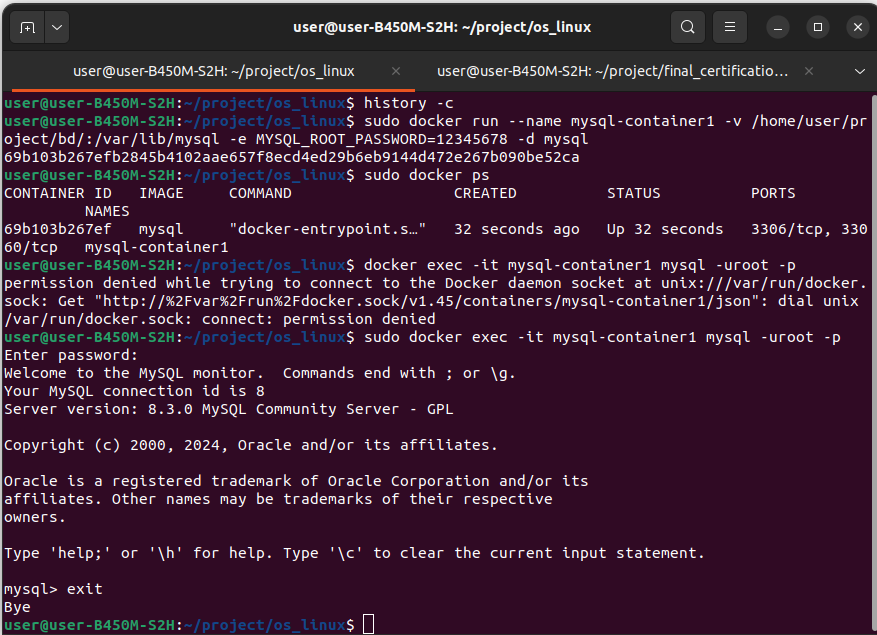 user@user-B450M-S2H: ~/project/os_linux
user@user-B450M-S2H: ~/project/os_linux
user@user-B450M-S2H: ~/project/final_certificatio...
user@user-B450M-S2H:~/project/os_linux$ history -c
user@user-B450M-S2H:~/project/os_linux$ sudo docker run --name mysql-container1 -v /home/user/pr
oject/bd/:/var/lib/mysql -e MYSQL_ROOT_PASSWORD=12345678 -d mysql
69b103b267efb2845b4102aae657f8ecd4ed29b6eb9144d472e267b090be52ca
user@user-B450M-S2H:~/project/os_linux$ sudo docker ps
CONTAINER ID   IMAGE     COMMAND                  CREATED          STATUS          PORTS
         NAMES
69b103b267ef   mysql     "docker-entrypoint.s…"   32 seconds ago   Up 32 seconds   3306/tcp, 330
60/tcp   mysql-container1
user@user-B450M-S2H:~/project/os_linux$ docker exec -it mysql-container1 mysql -uroot -p
permission denied while trying to connect to the Docker daemon socket at unix:///var/run/docker.
sock: Get "http://%2Fvar%2Frun%2Fdocker.sock/v1.45/containers/mysql-container1/json": dial unix
/var/run/docker.sock: connect: permission denied
user@user-B450M-S2H:~/project/os_linux$ sudo docker exec -it mysql-container1 mysql -uroot -p
Enter password:
Welcome to the MySQL monitor.  Commands end with ; or \g.
Your MySQL connection id is 8
Server version: 8.3.0 MySQL Community Server - GPL

Copyright (c) 2000, 2024, Oracle and/or its affiliates.

Oracle is a registered trademark of Oracle Corporation and/or its
affiliates. Other names may be trademarks of their respective
owners.

Type 'help;' or '\h' for help. Type '\c' to clear the current input statement.

mysql> exit
Bye
user@user-B450M-S2H:~/project/os_linux$